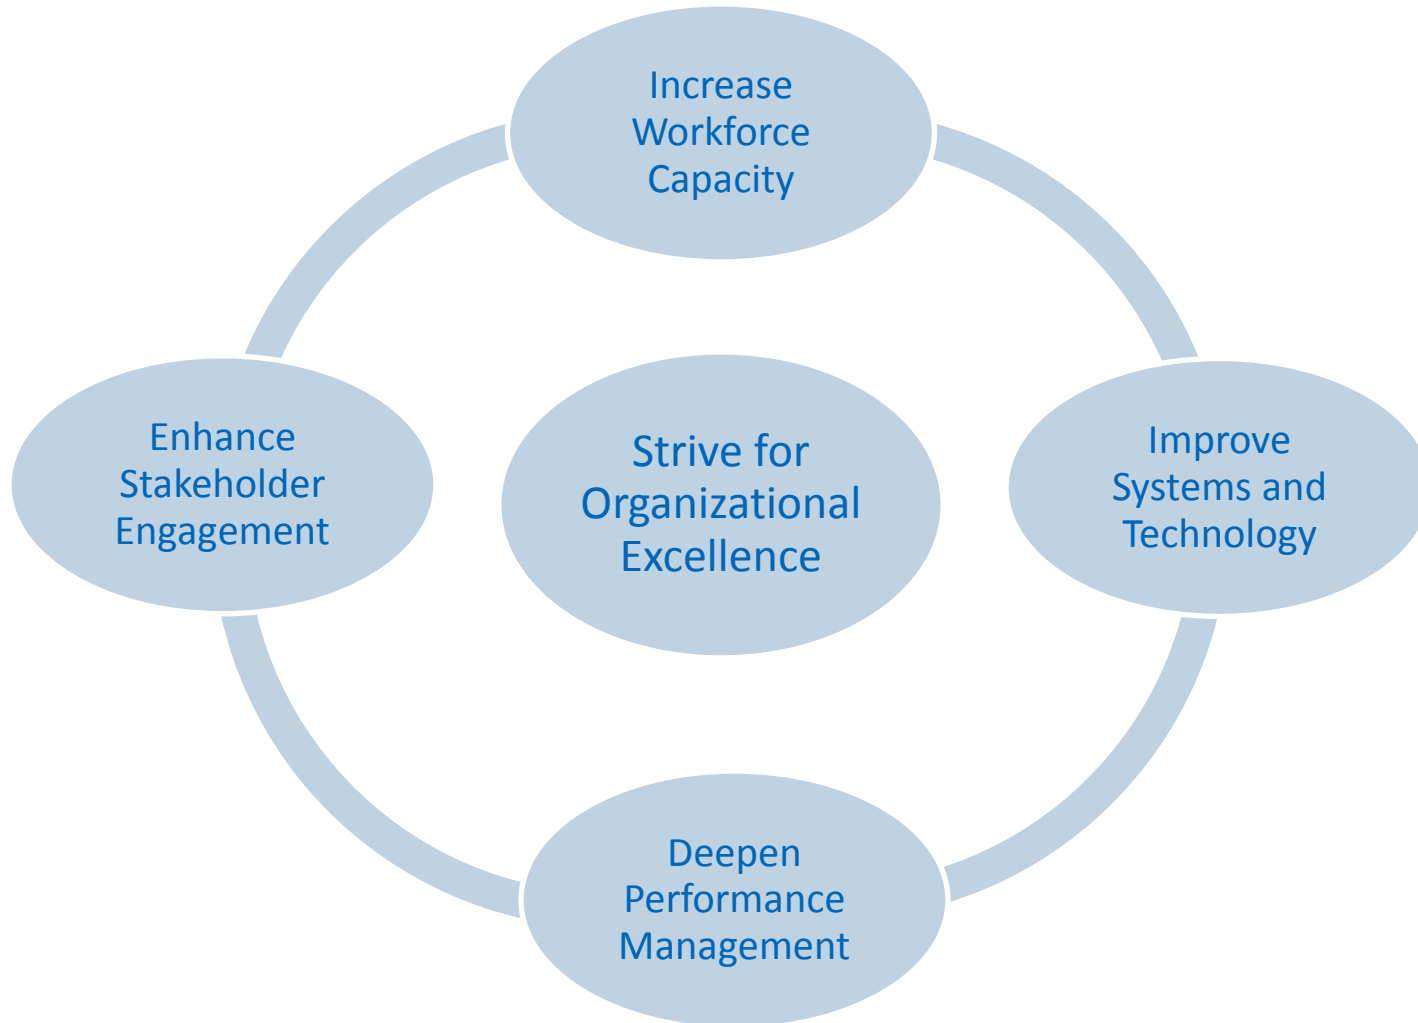 Increase
Workforce
Capacity
Enhance
Stakeholder
Engagement
Strive for
Organizational
Excellence
Improve
Systems and
Technology
Deepen
Performance
Management